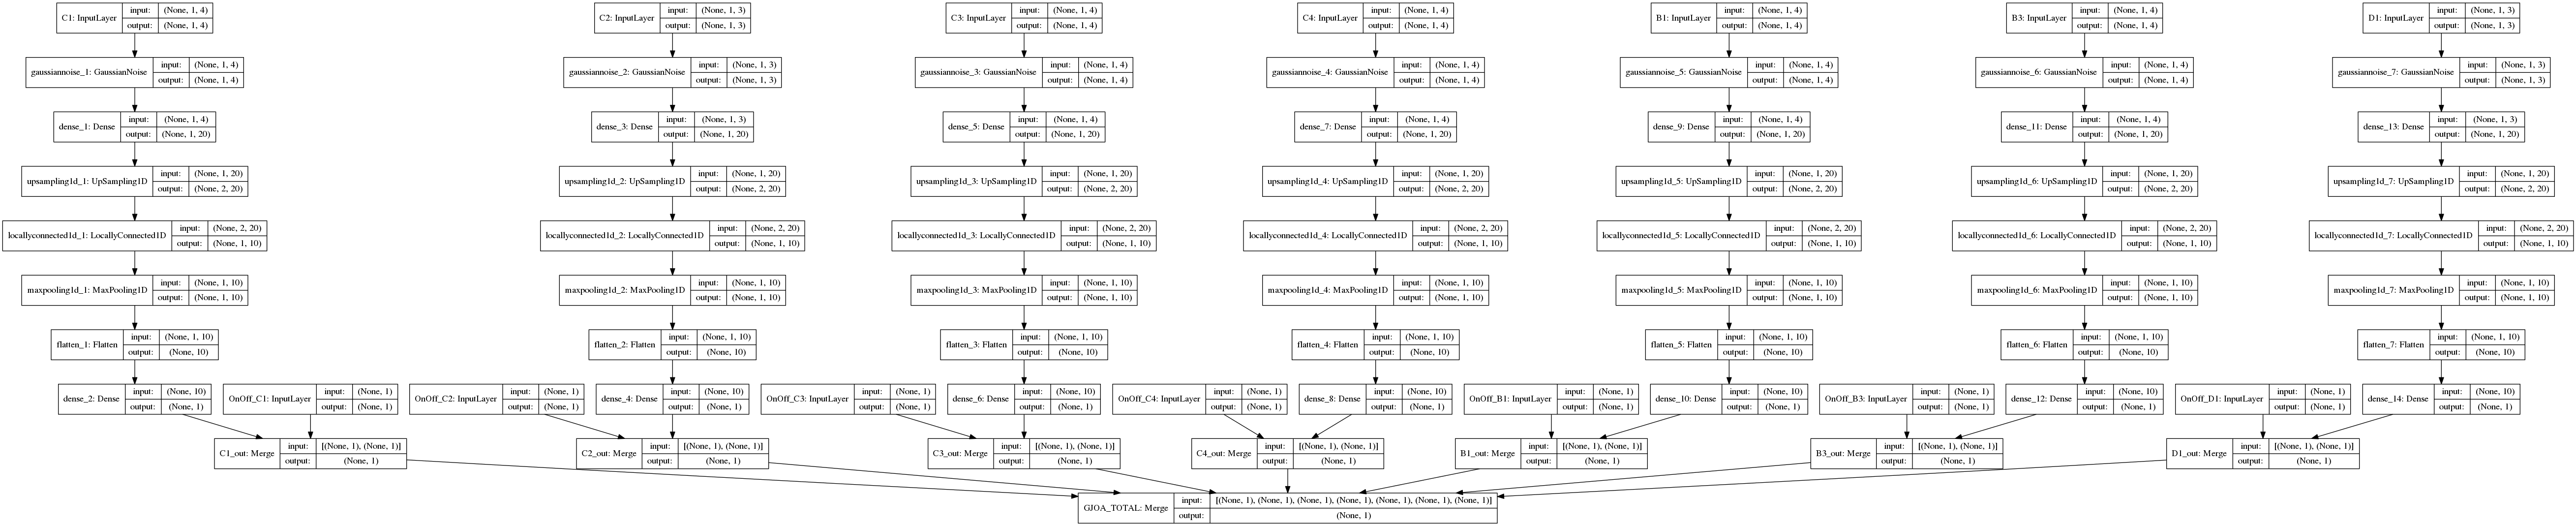 C1: InputLayer
input: (None, 1, 4)
output: (None, 1, 4)
C2: InputLayer
input: (None, 1, 3)
output: (None, 1, 3)
C3: InputLayer
input: (None, 1, 4)
output: (None, 1, 4)
C4: InputLayer
input: (None, 1, 4)
output: (None, 1, 4)
B1: InputLayer
input: (None, 1, 4)
output: (None, 1, 4)
B3: InputLayer
input: (None, 1, 4)
output: (None, 1, 4)
D1: InputLayer
input: (None, 1, 3)
output: (None, 1, 3)
gaussiannoise_1: GaussianNoise
input: (None, 1, 4)
output: (None, 1, 4)
gaussiannoise_2: GaussianNoise
input: (None, 1, 3)
output: (None, 1, 3)
gaussiannoise_3: GaussianNoise
input: (None, 1, 4)
output: (None, 1, 4)
gaussiannoise_4: GaussianNoise
input: (None, 1, 4)
output: (None, 1, 4)
gaussiannoise_5: GaussianNoise
input: (None, 1, 4)
output: (None, 1, 4)
gaussiannoise_6: GaussianNoise
input: (None, 1, 4)
output: (None, 1, 4)
gaussiannoise_7: GaussianNoise
input: (None, 1, 3)
output: (None, 1, 3)
dense_1: Dense
input: (None, 1, 4)
output: (None, 1, 20)
dense_3: Dense
input: (None, 1, 3)
output: (None, 1, 20)
dense_5: Dense
input: (None, 1, 4)
output: (None, 1, 20)
dense_7: Dense
input: (None, 1, 4)
output: (None, 1, 20)
dense_9: Dense
input: (None, 1, 4)
output: (None, 1, 20)
dense_11: Dense
input: (None, 1, 4)
output: (None, 1, 20)
dense_13: Dense
input: (None, 1, 3)
output: (None, 1, 20)
upsampling1d_1: UpSampling1D
input: (None, 1, 20)
output: (None, 2, 20)
upsampling1d_2: UpSampling1D
input: (None, 1, 20)
output: (None, 2, 20)
upsampling1d_3: UpSampling1D
input: (None, 1, 20)
output: (None, 2, 20)
upsampling1d_4: UpSampling1D
input: (None, 1, 20)
output: (None, 2, 20)
upsampling1d_5: UpSampling1D
input: (None, 1, 20)
output: (None, 2, 20)
upsampling1d_6: UpSampling1D
input: (None, 1, 20)
output: (None, 2, 20)
upsampling1d_7: UpSampling1D
input: (None, 1, 20)
output: (None, 2, 20)
locallyconnected1d_1: LocallyConnected1D
input: (None, 2, 20)
output: (None, 1, 10)
locallyconnected1d_2: LocallyConnected1D
input: (None, 2, 20)
output: (None, 1, 10)
locallyconnected1d_3: LocallyConnected1D
input: (None, 2, 20)
output: (None, 1, 10)
locallyconnected1d_4: LocallyConnected1D
input: (None, 2, 20)
output: (None, 1, 10)
locallyconnected1d_5: LocallyConnected1D
input: (None, 2, 20)
output: (None, 1, 10)
locallyconnected1d_6: LocallyConnected1D
input: (None, 2, 20)
output: (None, 1, 10)
locallyconnected1d_7: LocallyConnected1D
input: (None, 2, 20)
output: (None, 1, 10)
maxpooling1d_1: MaxPooling1D
input: (None, 1, 10)
output: (None, 1, 10)
maxpooling1d_2: MaxPooling1D
input: (None, 1, 10)
output: (None, 1, 10)
maxpooling1d_3: MaxPooling1D
input: (None, 1, 10)
output: (None, 1, 10)
maxpooling1d_4: MaxPooling1D
input: (None, 1, 10)
output: (None, 1, 10)
maxpooling1d_5: MaxPooling1D
input: (None, 1, 10)
output: (None, 1, 10)
maxpooling1d_6: MaxPooling1D
input: (None, 1, 10)
output: (None, 1, 10)
maxpooling1d_7: MaxPooling1D
input: (None, 1, 10)
output: (None, 1, 10)
flatten_1: Flatten
input: (None, 1, 10)
output: (None, 10)
flatten_2: Flatten
input: (None, 1, 10)
output: (None, 10)
flatten_3: Flatten
input: (None, 1, 10)
output: (None, 10)
flatten_4: Flatten
input: (None, 1, 10)
output: (None, 10)
flatten_5: Flatten
input: (None, 1, 10)
output: (None, 10)
flatten_6: Flatten
input: (None, 1, 10)
output: (None, 10)
flatten_7: Flatten
input: (None, 1, 10)
output: (None, 10)
dense_2: Dense
input: (None, 10)
output: (None, 1)
OnOff_C1: InputLayer
input: (None, 1)
output: (None, 1)
OnOff_C2: InputLayer
input: (None, 1)
output: (None, 1)
dense_4: Dense
input: (None, 10)
output: (None, 1)
OnOff_C3: InputLayer
input: (None, 1)
output: (None, 1)
dense_6: Dense
input: (None, 10)
output: (None, 1)
OnOff_C4: InputLayer
input: (None, 1)
output: (None, 1)
dense_8: Dense
input: (None, 10)
output: (None, 1)
OnOff_B1: InputLayer
input: (None, 1)
output: (None, 1)
dense_10: Dense
input: (None, 10)
output: (None, 1)
OnOff_B3: InputLayer
input: (None, 1)
output: (None, 1)
dense_12: Dense
input: (None, 10)
output: (None, 1)
OnOff_D1: InputLayer
input: (None, 1)
output: (None, 1)
dense_14: Dense
input: (None, 10)
output: (None, 1)
C1_out: Merge
input: [(None, 1), (None, 1)]
output: (None, 1)
C2_out: Merge
input: [(None, 1), (None, 1)]
output: (None, 1)
C3_out: Merge
input: [(None, 1), (None, 1)]
output: (None, 1)
C4_out: Merge
input: [(None, 1), (None, 1)]
output: (None, 1)
B1_out: Merge
input: [(None, 1), (None, 1)]
output: (None, 1)
B3_out: Merge
input: [(None, 1), (None, 1)]
output: (None, 1)
D1_out: Merge
input: [(None, 1), (None, 1)]
output: (None, 1)
GJOA_TOTAL: Merge
input: [(None, 1), (None, 1), (None, 1), (None, 1), (None, 1), (None, 1), (None, 1)]
output: (None, 1)